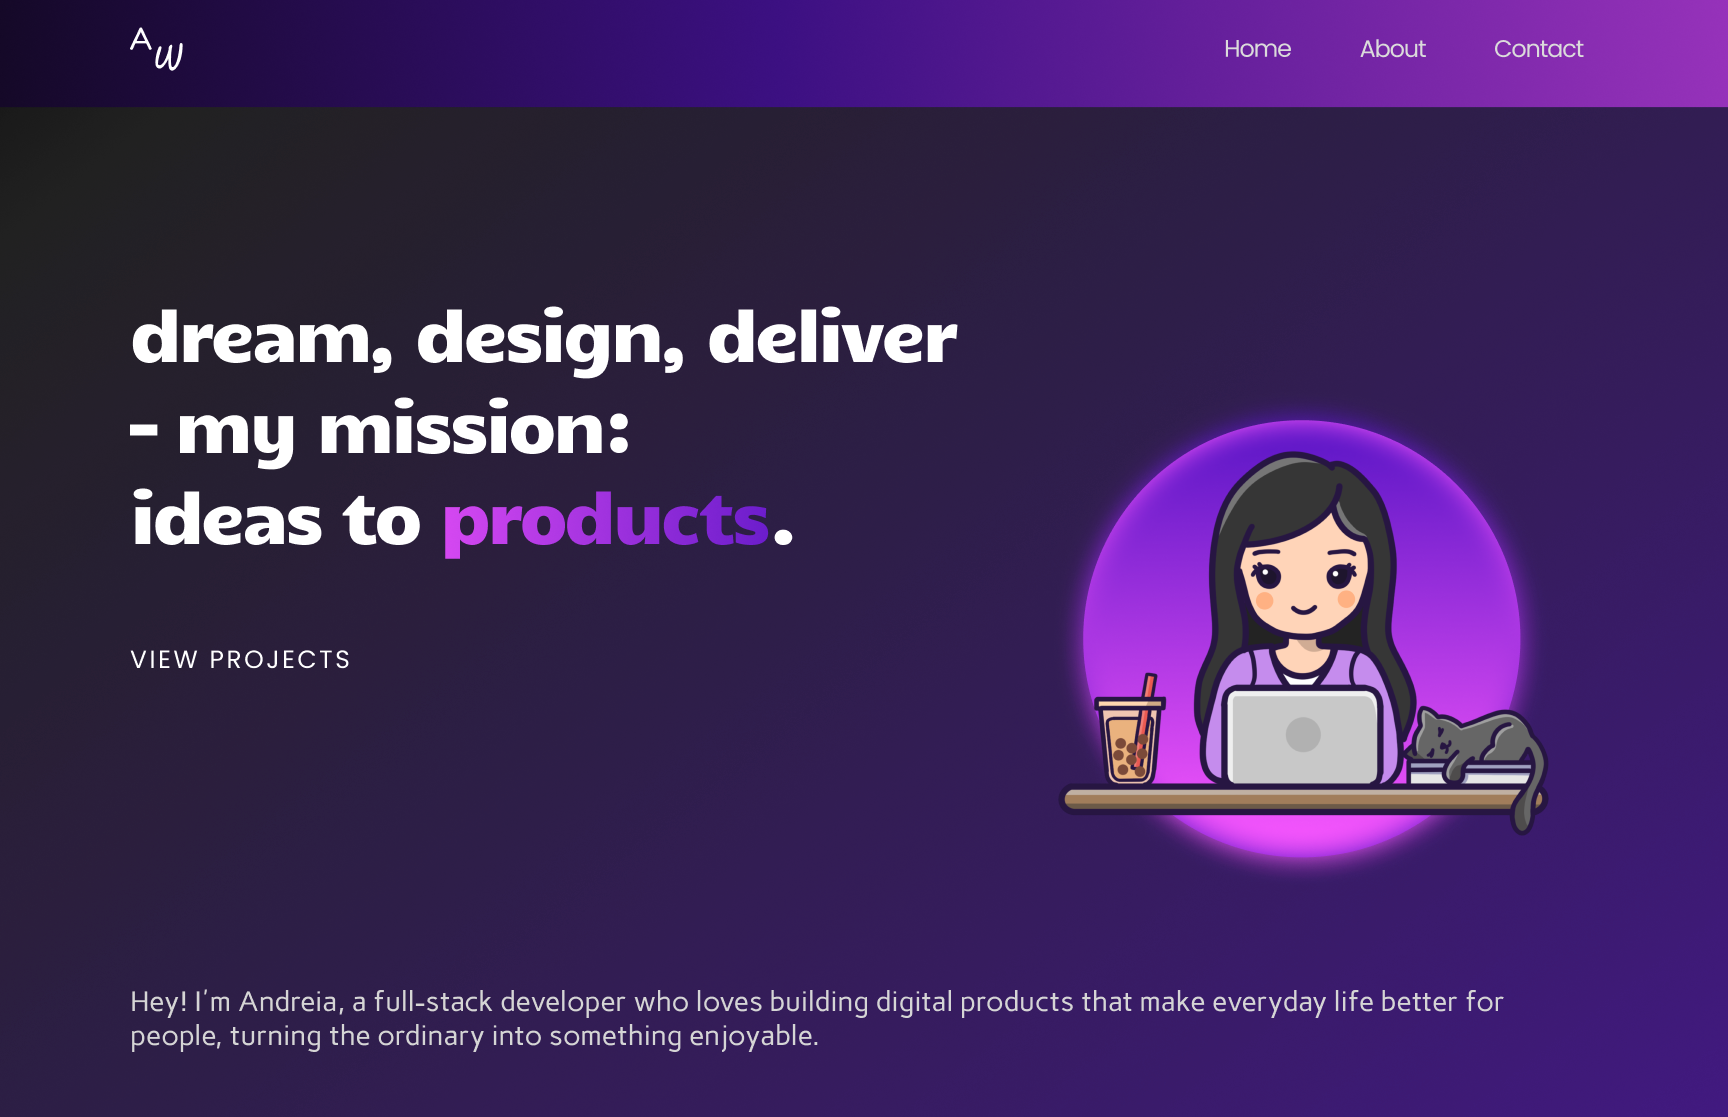 AW
Home About Contact
dream, design, deliver
- my mission:
ideas to products.
VIEW PROJECTS
Hey! I'm Andreia, a full-stack developer who loves building digital products that make everyday life better for
people, turning the ordinary into something enjoyable.